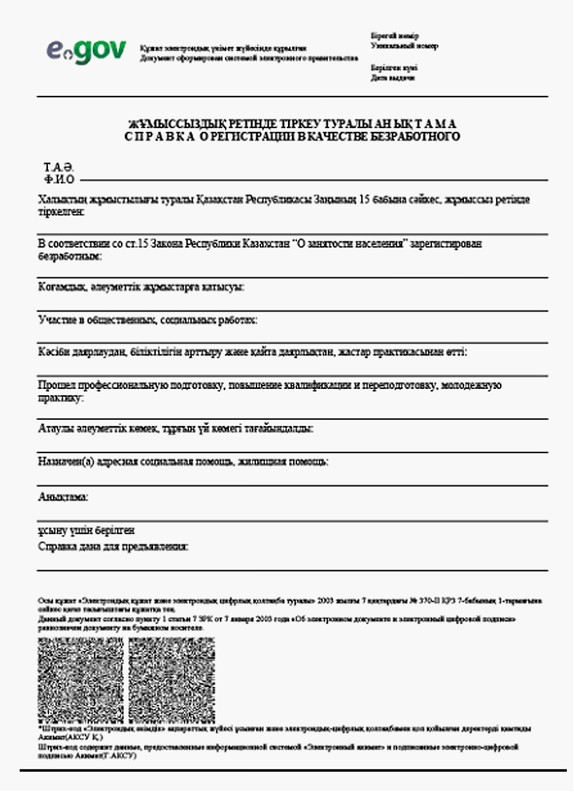 e.gov
Құжат электрондық үкімет жүйесінде құрылған
Документ сформирован системой электронного правительства
Бірегей нөмір
Уникальный номер
Берілген күні
Дата выдачи
ЖҰМЫССЫЗДЫҚ РЕТІНДЕ ТІРКЕУ ТУРАЛЫ АН ЫҚ Т А М А
С П Р А В К А О РЕГИСТРАЦИИ В КАЧЕСТВЕ БЕЗРАБОТНОГО
Т.А.Ә.
Ф.И.О
Халықтың жұмыстылығы туралы Қазақстан Республикасы Заңының 15 бабына сәйкес, жұмыссыз ретінде
тіркелген:
В соответствии со ст.15 Закона Республики Казахстан “О занятости населения” зарегистирован
безработным:
Қоғамдық, әлеуметтік жұмыстарға қатысуы:
Участие в общественных, социальных работах:
Кәсіби даярлаудан, біліктілігін арттыру және қайта даярлықтан, жастар практикасынан өтті:
Прошел профессиональную подготовку, повышение квалификации и переподготовку, молодежную
практику:
Атаулы әлеуметтік көмек, тұрғын үй көмегі тағайындалды:
Назначен(а) адресная социальная помощь, жилищная помощь:
Анықтама:
ұсыну үшін берілген
Справка дана для предъявления:
Осы құжат «Электрондық құжат және электрондық цифрлық қолтаңба туралы» 2003 жылғы 7 қаңтардағы № 370-II ҚРЗ 7-бабының 1-тармағына
сәйкес қағаз тасығыштағы құжатқа тең.
Данный документ согласно пункту 1 статьи 7 ЗРК от 7 января 2003 года «Об электронном документе и электронный цифровой подписи»
равнозначен документу на бумажном носителе.
*Штрих-код «Электрондық әкімдік» ақпараттық жүйесі ұсынған және электрондық-цифрлық қолтаңбамен қол қойылған деректерді қамтиды
Акимат(АКСУ Қ.)
Штрих-код содержит данные, предоставленные информационной системой «Электронный акимат» и подписанные электронно-цифровой
подписью Акимат(Г.АКСУ)